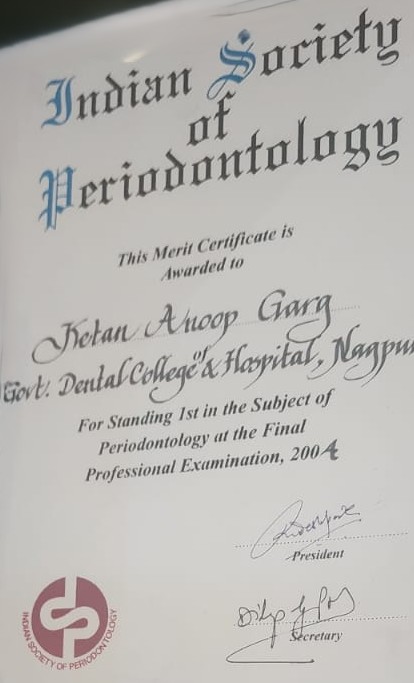 Indian Society
of
Periodontology
This Merit Certificate is
Awarded to
Ketan Anoop Garg
of
Govt. Dental College & Hospital, Nagpur
For Standing 1st in the Subject of
Periodontology at the Final
Professional Examination, 2004
President
Secretary
INDIAN SOCIETY OF PERIODONTOLOGY